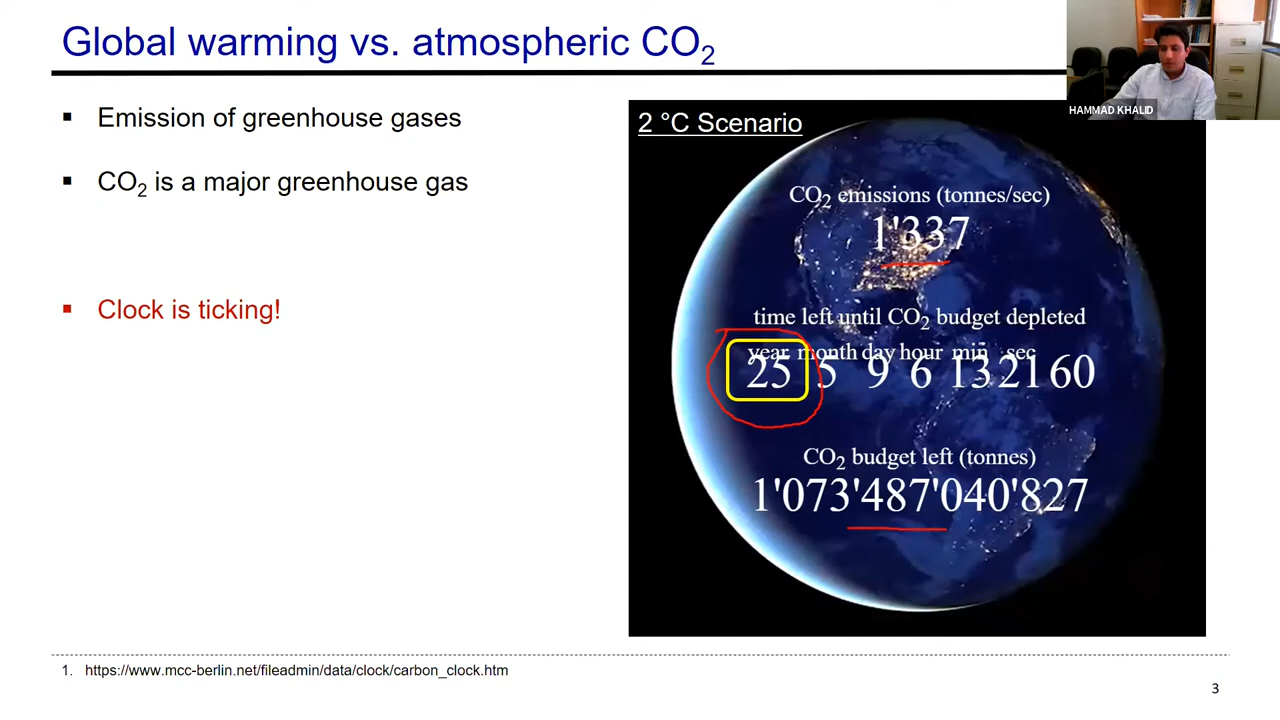 Global warming vs. atmospheric CO₂
HAMMAD KHALID
▪ Emission of greenhouse gases
▪ CO₂ is a major greenhouse gas
▪ Clock is ticking!
2 °C Scenario
CO₂ emissions (tonnes/sec)
1'337
time left until CO₂ budget depleted
year month day hour min sec
25 5 9 6 13 21 60
CO₂ budget left (tonnes)
1'073'487'040'827
1. https://www.mcc-berlin.net/fileadmin/data/clock/carbon_clock.htm
3